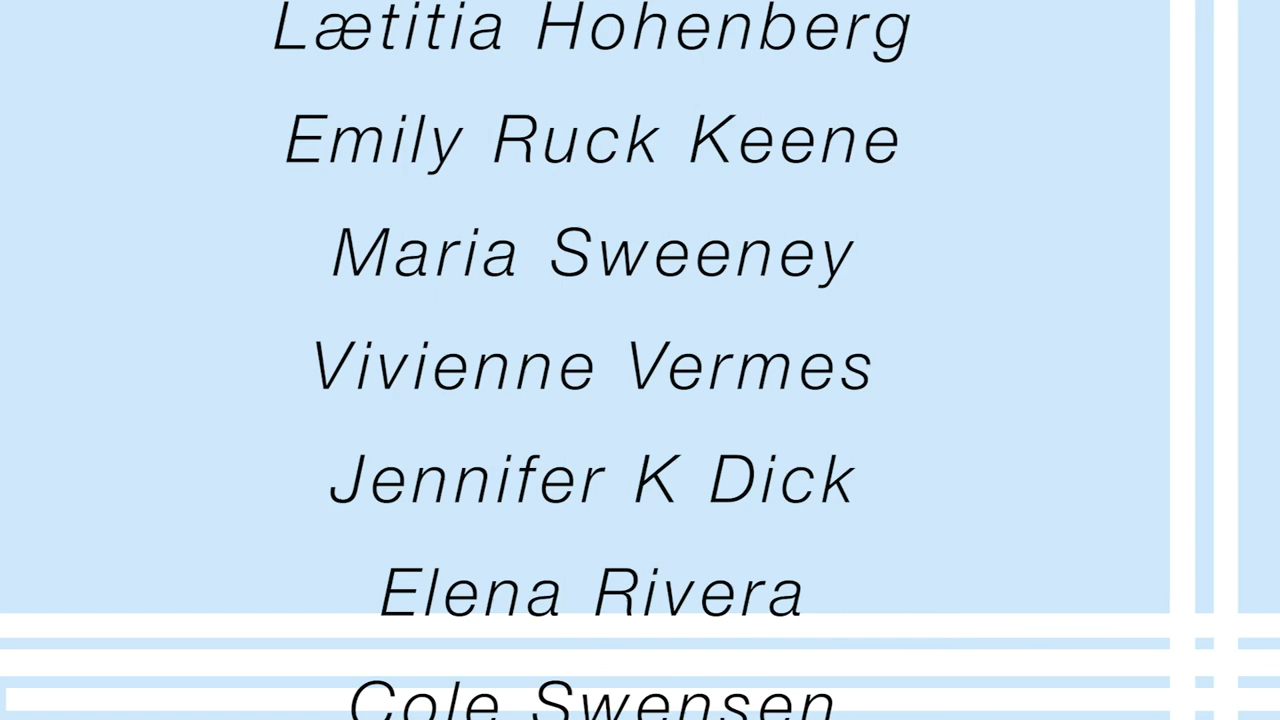 Lætitia Hohenberg
Emily Ruck Keene
Maria Sweeney
Vivienne Vermes
Jennifer K Dick
Elena Rivera
Cole Swensen